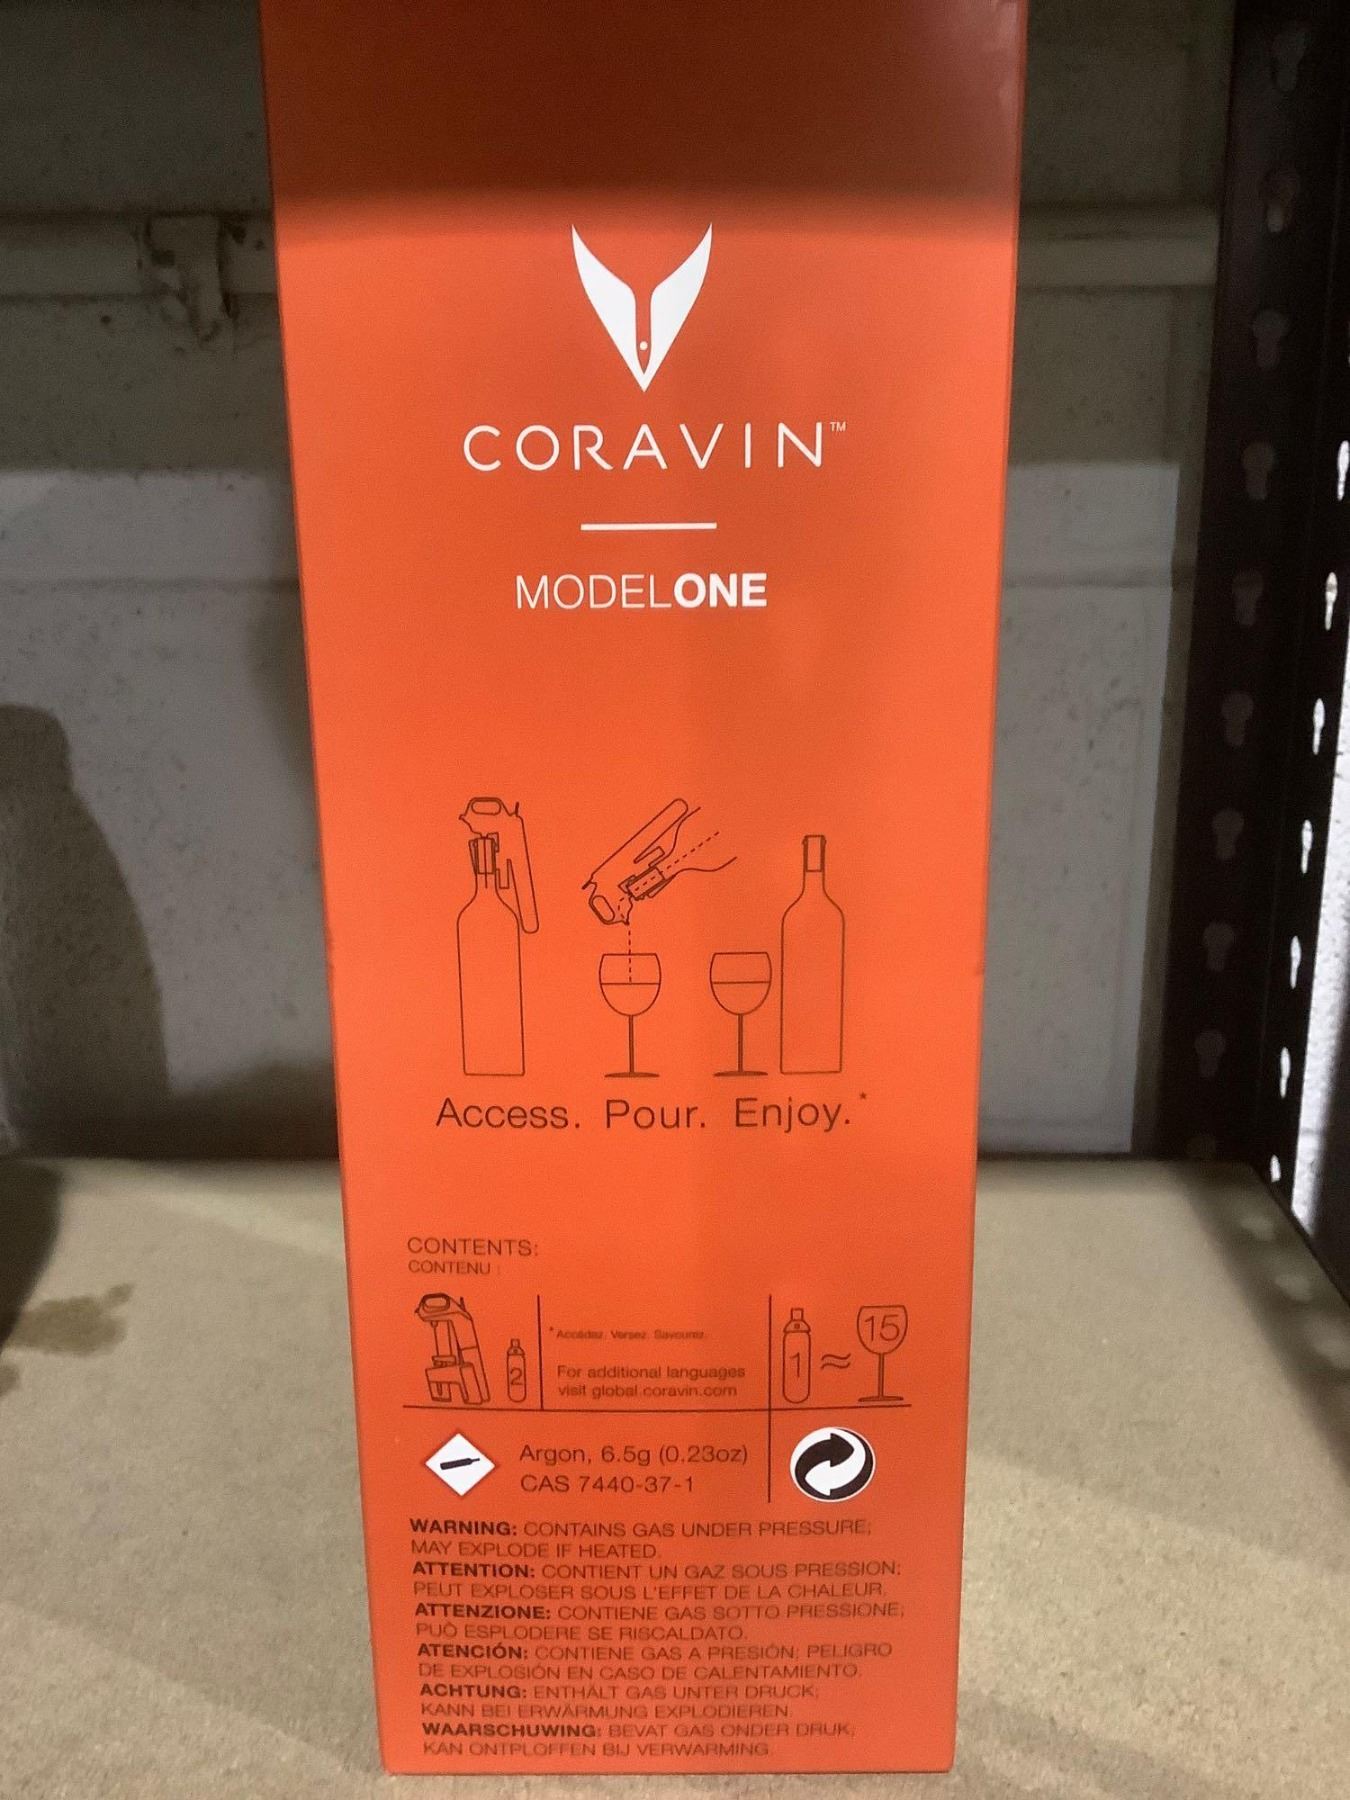 CORAVIN™
MODELONE
Access. Pour. Enjoy.*
CONTENTS:
CONTENU :
2
*Accédez. Versez. Savourez.
For additional languages
visit global.coravin.com
1 ≈ 15
Argon, 6.5g (0.23oz)
CAS 7440-37-1
WARNING: CONTAINS GAS UNDER PRESSURE;
MAY EXPLODE IF HEATED.
ATTENTION: CONTIENT UN GAZ SOUS PRESSION;
PEUT EXPLOSER SOUS L'EFFET DE LA CHALEUR.
ATTENZIONE: CONTIENE GAS SOTTO PRESSIONE;
PUÒ ESPLODERE SE RISCALDATO.
ATENCIÓN: CONTIENE GAS A PRESIÓN; PELIGRO
DE EXPLOSIÓN EN CASO DE CALENTAMIENTO.
ACHTUNG: ENTHÄLT GAS UNTER DRUCK;
KANN BEI ERWÄRMUNG EXPLODIEREN.
WAARSCHUWING: BEVAT GAS ONDER DRUK;
KAN ONTPLOFFEN BIJ VERWARMING.